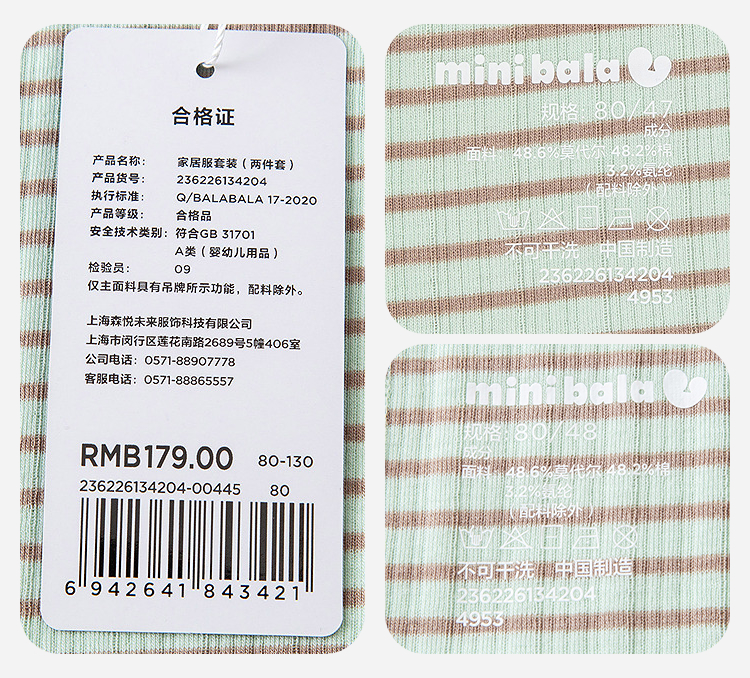 合格证
产品名称： 家居服套装（两件套）
产品货号： 236226134204
执行标准： Q/BALABALA 17-2020
产品等级： 合格品
安全技术类别：符合GB 31701
A类（婴幼儿用品）
检验员： 09
仅主面料具有吊牌所示功能，配料除外。
上海森悦未来服饰科技有限公司
上海市闵行区莲花南路2689号5幢406室
公司电话：0571-88907778
客服电话：0571-88865557
RMB179.00 80-130
236226134204-00445 80
6 942641 843421
minibala
规格 80/47
成分
面料 48.6%莫代尔 48.2%棉
3.2%氨纶
（配料除外）
不可干洗 中国制造
236226134204
4953
minibala
规格 80/48
成分
面料 48.6%莫代尔 48.2%棉
3.2%氨纶
（配料除外）
不可干洗 中国制造
236226134204
4953